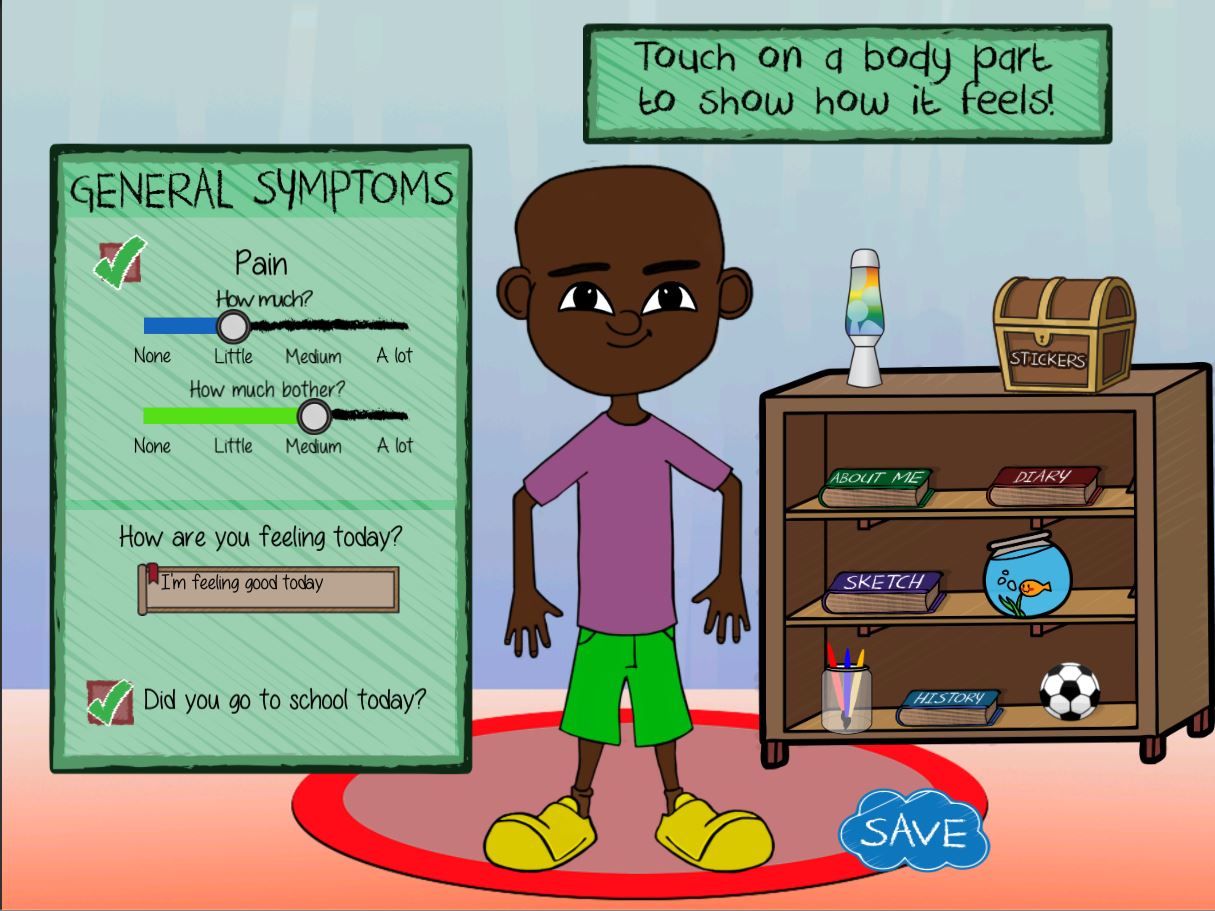 Touch on a body part
to show how it feels!
GENERAL SYMPTOMS
Pain
How much?
None Little Medium A lot
How much bother?
None Little Medium A lot
How are you feeling today?
I'm feeling good today
Did you go to school today?
STICKERS
ABOUT ME
DIARY
SKETCH
HISTORY
SAVE